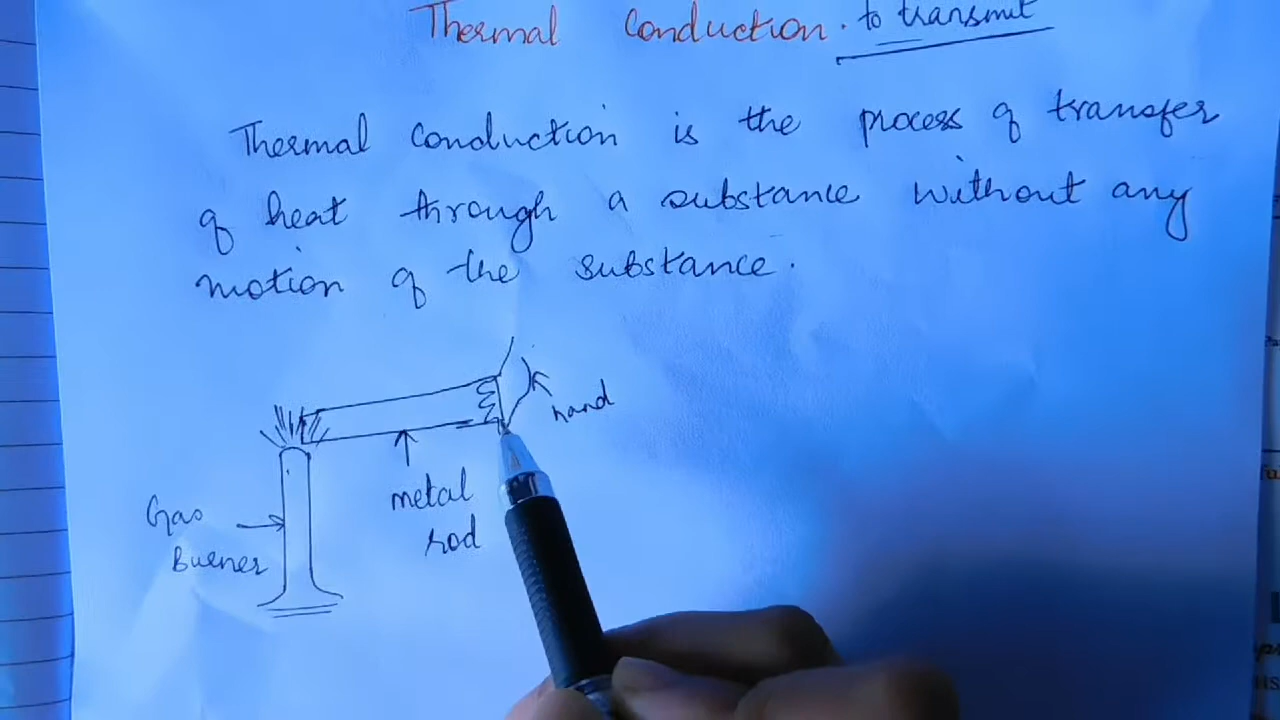 Thermal Conduction. to transmit
Thermal conduction is the process of transfer
of heat through a substance without any
motion of the substance.
hand
metal
rod
Gas
Burner